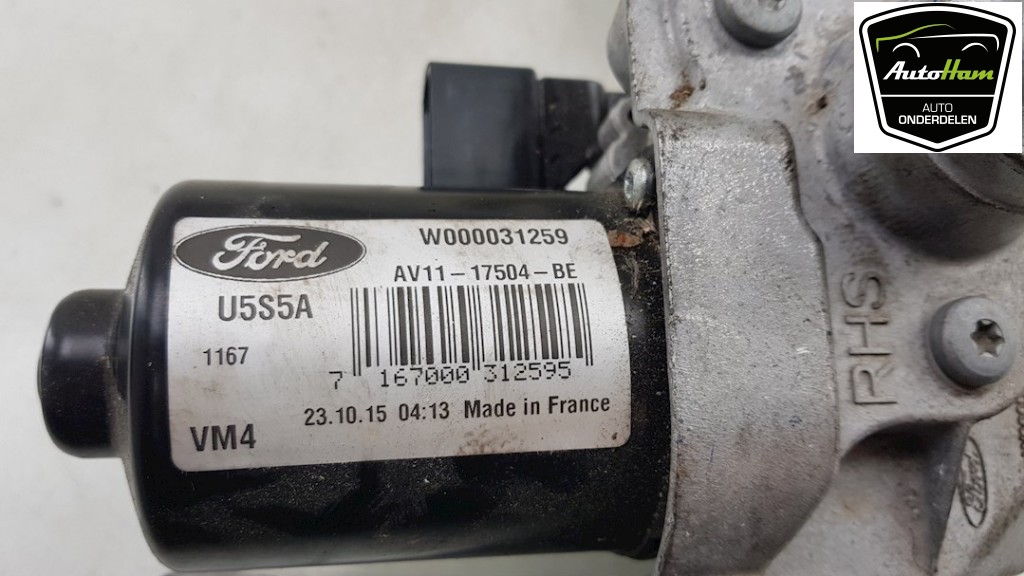 Ford
W000031259
AV11-17504-BE
U5S5A
1167
7 167000 312595
23.10.15 04:13 Made in France
VM4
RHS
Ford
AutoHam
AUTO
ONDERDELEN